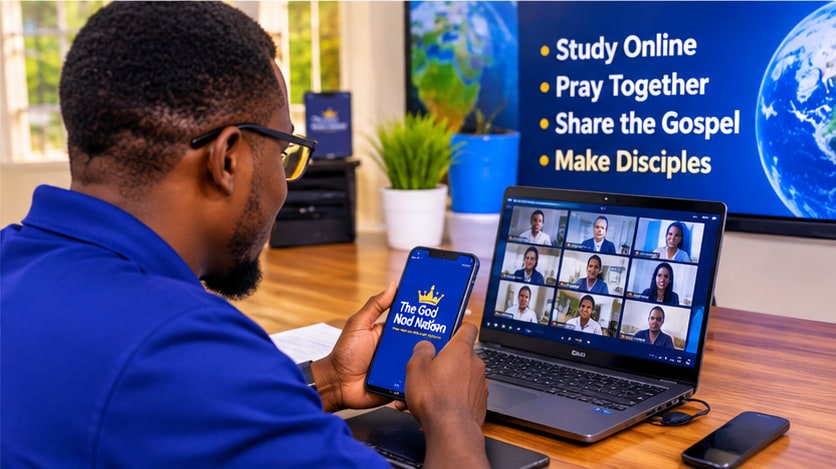 Study Online
Pray Together
Share the Gospel
Make Disciples
The God
Nod Nation